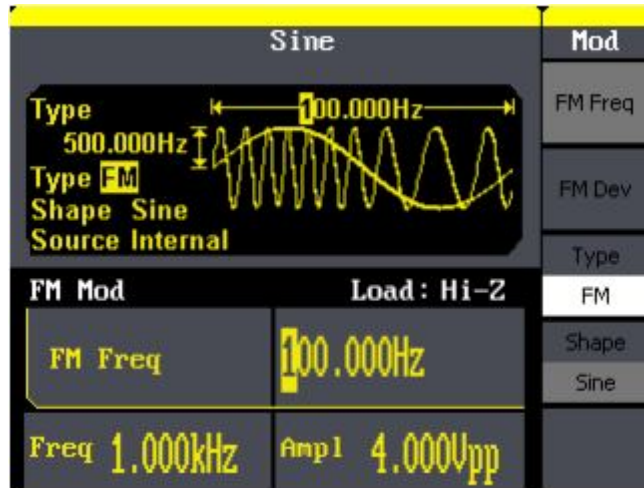 Sine
Mod
Type
100.000Hz
500.000Hz
Type FM
Shape Sine
Source Internal
FM Mod
Load: Hi-Z
FM Freq
100.000Hz
Freq 1.000kHz
Ampl 4.000Vpp
FM Freq
FM Dev
Type
FM
Shape
Sine